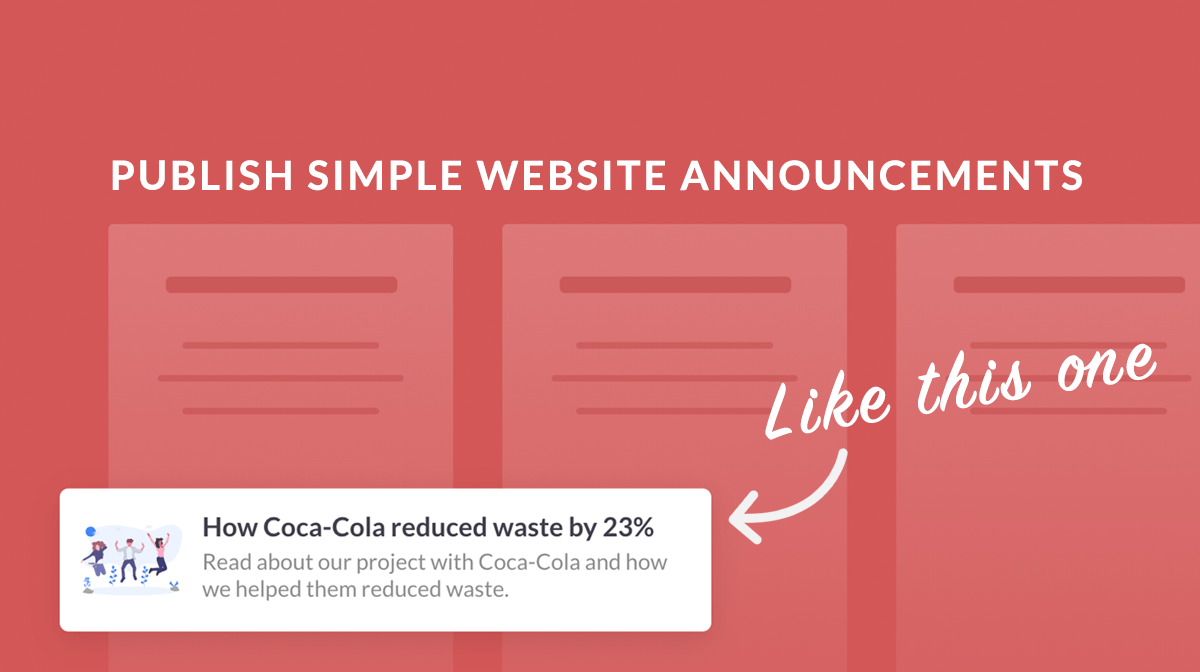 PUBLISH SIMPLE WEBSITE ANNOUNCEMENTS
Like this one
How Coca-Cola reduced waste by 23%
Read about our project with Coca-Cola and how
we helped them reduced waste.